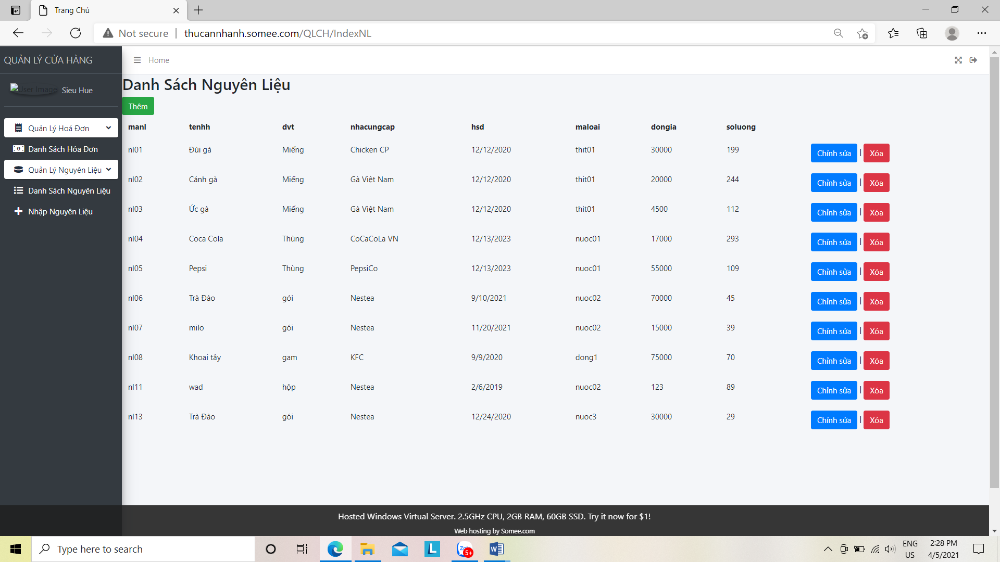 Trang Chủ
Not secure | thucannhanh.somee.com/QLCH/IndexNL
QUẢN LÝ CỬA HÀNG
Home
User Image Sieu Hue
Quản Lý Hoá Đơn
Danh Sách Hóa Đơn
Quản Lý Nguyên Liệu
Danh Sách Nguyên Liệu
Nhập Nguyên Liệu
Danh Sách Nguyên Liệu
Thêm
manl tenhh dvt nhacungcap hsd maloai dongia soluong
nl01 Đùi gà Miếng Chicken CP 12/12/2020 thit01 30000 199 Chỉnh sửa | Xóa
nl02 Cánh gà Miếng Gà Việt Nam 12/12/2020 thit01 20000 244 Chỉnh sửa | Xóa
nl03 Ức gà Miếng Gà Việt Nam 12/12/2020 thit01 4500 112 Chỉnh sửa | Xóa
nl04 Coca Cola Thùng CoCaCoLa VN 12/13/2023 nuoc01 17000 293 Chỉnh sửa | Xóa
nl05 Pepsi Thùng PepsiCo 12/13/2023 nuoc01 55000 109 Chỉnh sửa | Xóa
nl06 Trà Đào gói Nestea 9/10/2021 nuoc02 70000 45 Chỉnh sửa | Xóa
nl07 milo gói Nestea 11/20/2021 nuoc02 15000 39 Chỉnh sửa | Xóa
nl08 Khoai tây gam KFC 9/9/2020 dong1 75000 70 Chỉnh sửa | Xóa
nl11 wad hộp Nestea 2/6/2019 nuoc02 123 89 Chỉnh sửa | Xóa
nl13 Trà Đào gói Nestea 12/24/2020 nuoc3 30000 29 Chỉnh sửa | Xóa
Hosted Windows Virtual Server. 2.5GHz CPU, 2GB RAM, 60GB SSD. Try it now for $1!
Web hosting by Somee.com
Type here to search
L
5+
ENG
US
2:28 PM
4/5/2021